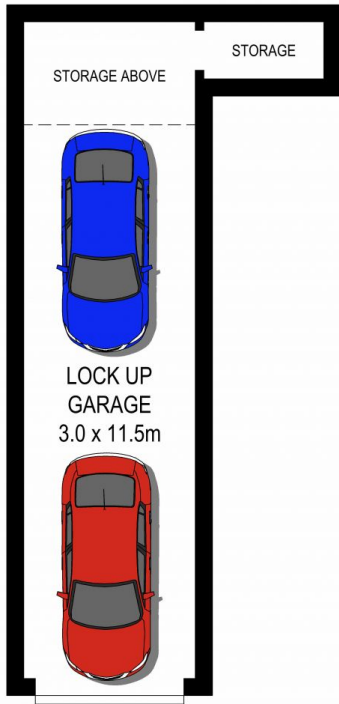 STORAGE
STORAGE ABOVE
LOCK UP
GARAGE
3.0 x 11.5m